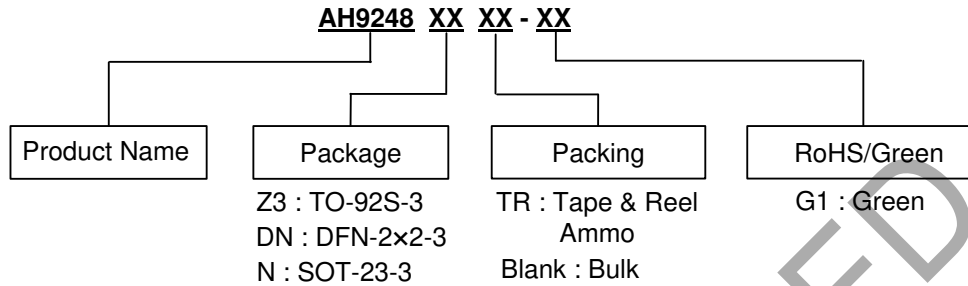 AH9248 XX XX - XX
Product Name
Package
Packing
RoHS/Green
Z3 : TO-92S-3
DN : DFN-2×2-3
N : SOT-23-3
TR : Tape & Reel
Ammo
Blank : Bulk
G1 : Green